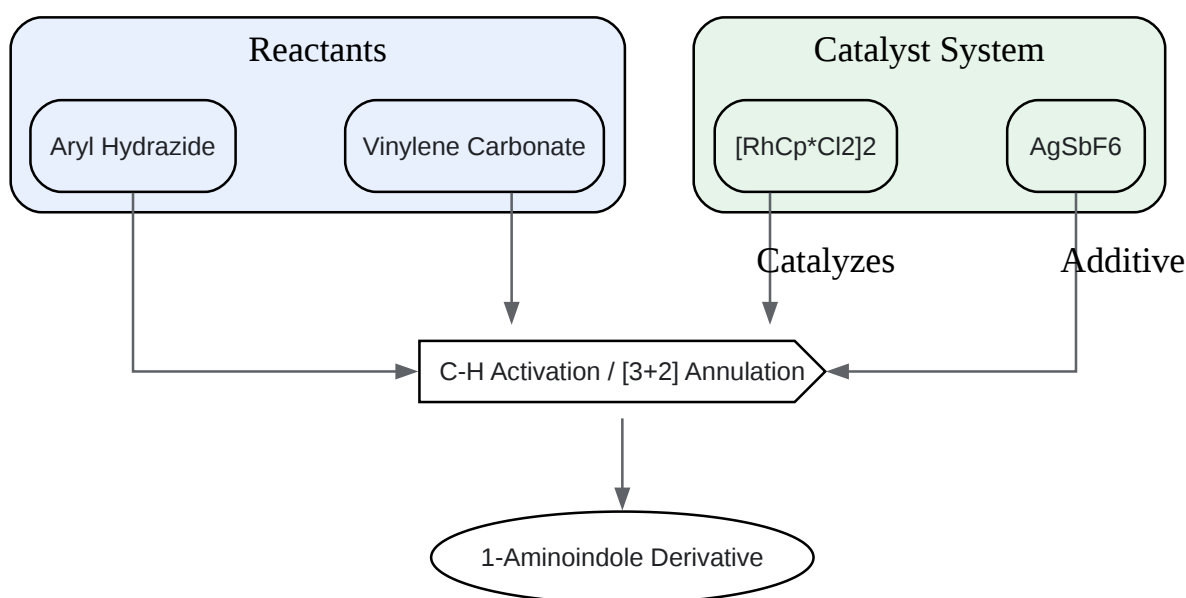 Reactants
Catalyst System
Aryl Hydrazide
Vinylene Carbonate
[RhCp*Cl2]2
AgSbF6
Catalyzes
Additive
C-H Activation / [3+2] Annulation
1-Aminoindole Derivative